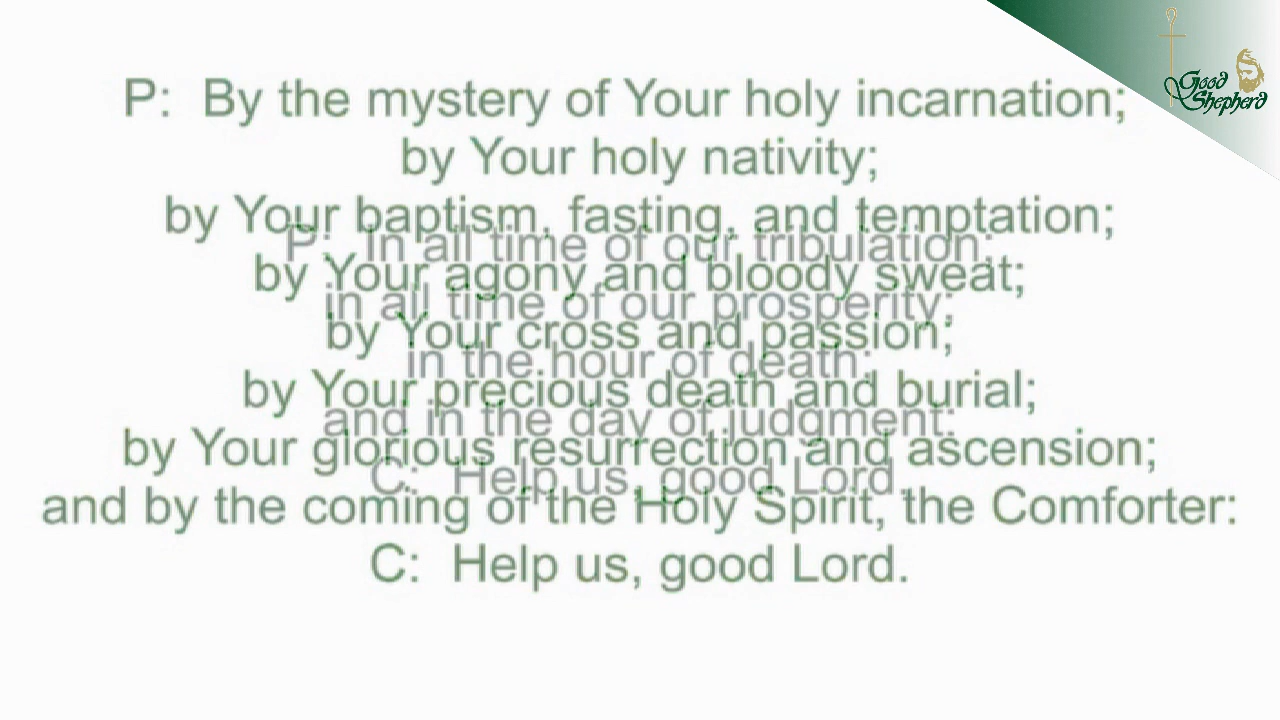 P: By the mystery of Your holy incarnation;
by Your holy nativity;
by Your baptism, fasting, and temptation;
by Your agony and bloody sweat;
by Your cross and passion;
by Your precious death and burial;
by Your glorious resurrection and ascension;
and by the coming of the Holy Spirit, the Comforter:
C: Help us, good Lord.
P: In all time of our tribulation;
in all time of our prosperity;
in the hour of death;
and in the day of judgment:
C: Help us, good Lord.
Good
Shepherd